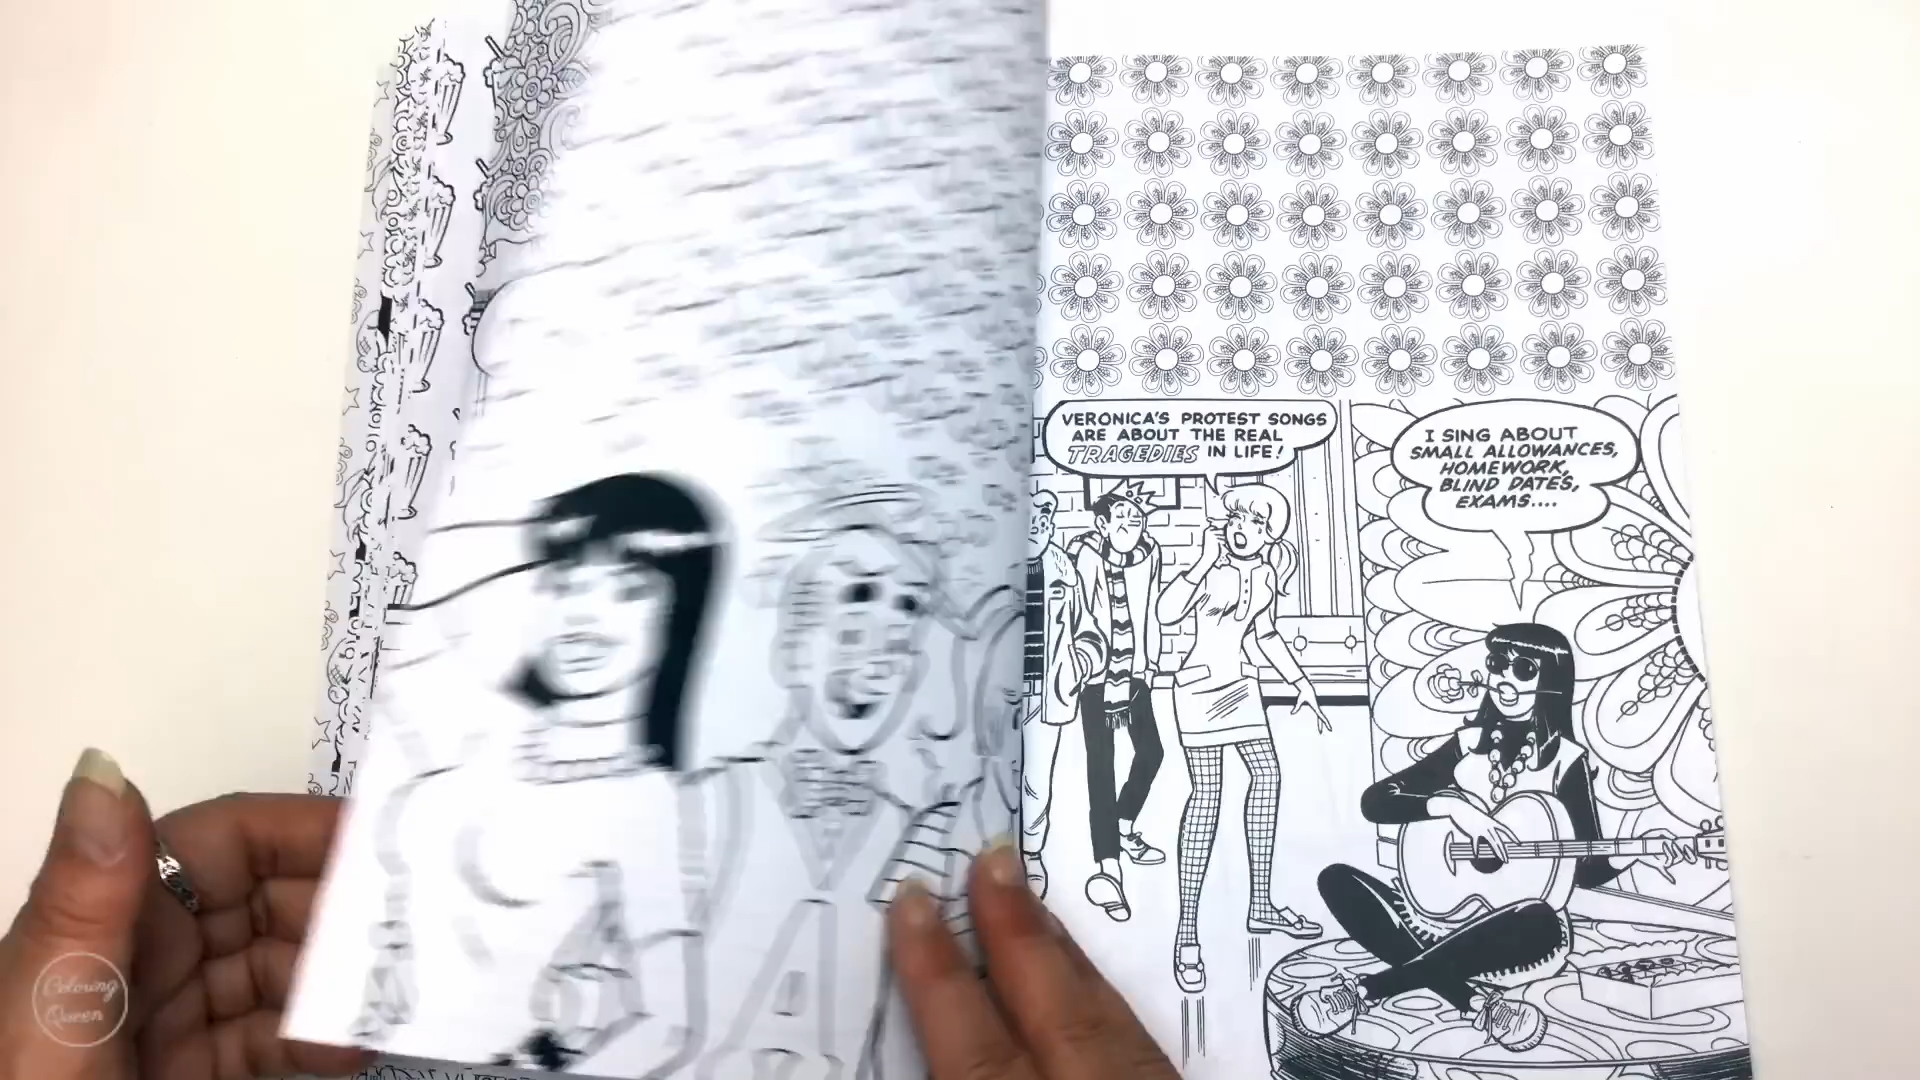 VERONICA'S PROTEST SONGS
ARE ABOUT THE REAL
TRAGEDIES IN LIFE!
I SING ABOUT
SMALL ALLOWANCES,
HOMEWORK,
BLIND DATES,
EXAMS....
Coloring
Queen